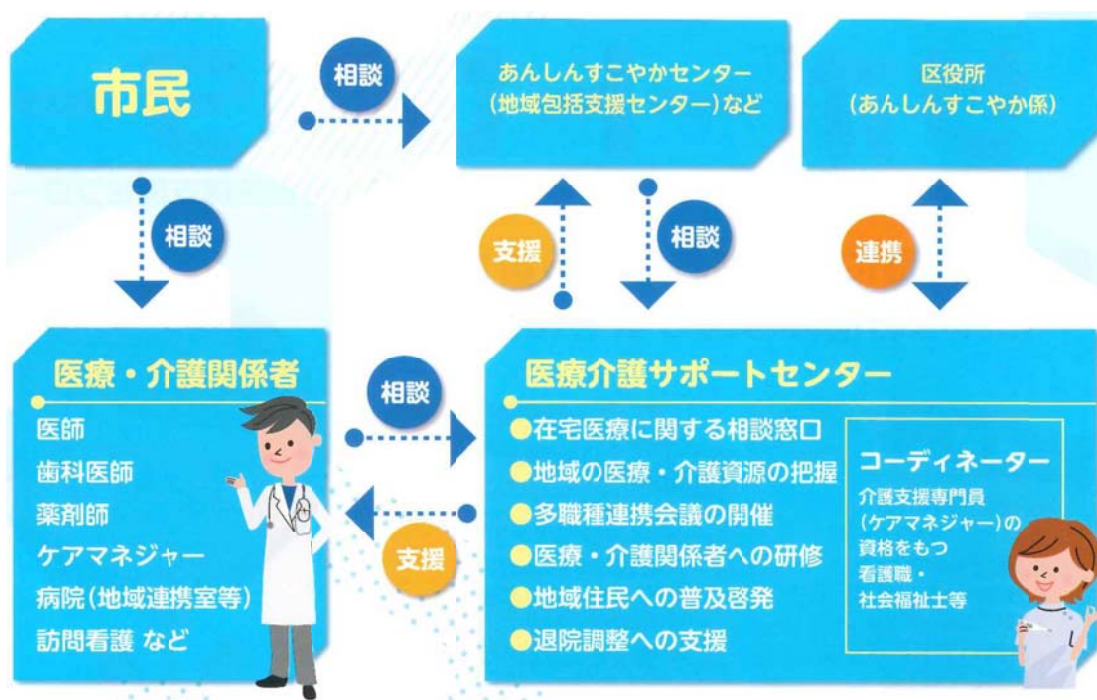 市民
相談
あんしんすこやかセンター
(地域包括支援センター)など
区役所
(あんしんすこやか係)
相談
支援
相談
連携
医療・介護関係者
医師
歯科医師
薬剤師
ケアマネジャー
病院(地域連携室等)
訪問看護 など
相談
支援
医療介護サポートセンター
●在宅医療に関する相談窓口
●地域の医療・介護資源の把握
●多職種連携会議の開催
●医療・介護関係者への研修
●地域住民への普及啓発
●退院調整への支援
コーディネーター
介護支援専門員
(ケアマネジャー)の
資格をもつ
看護職・
社会福祉士等